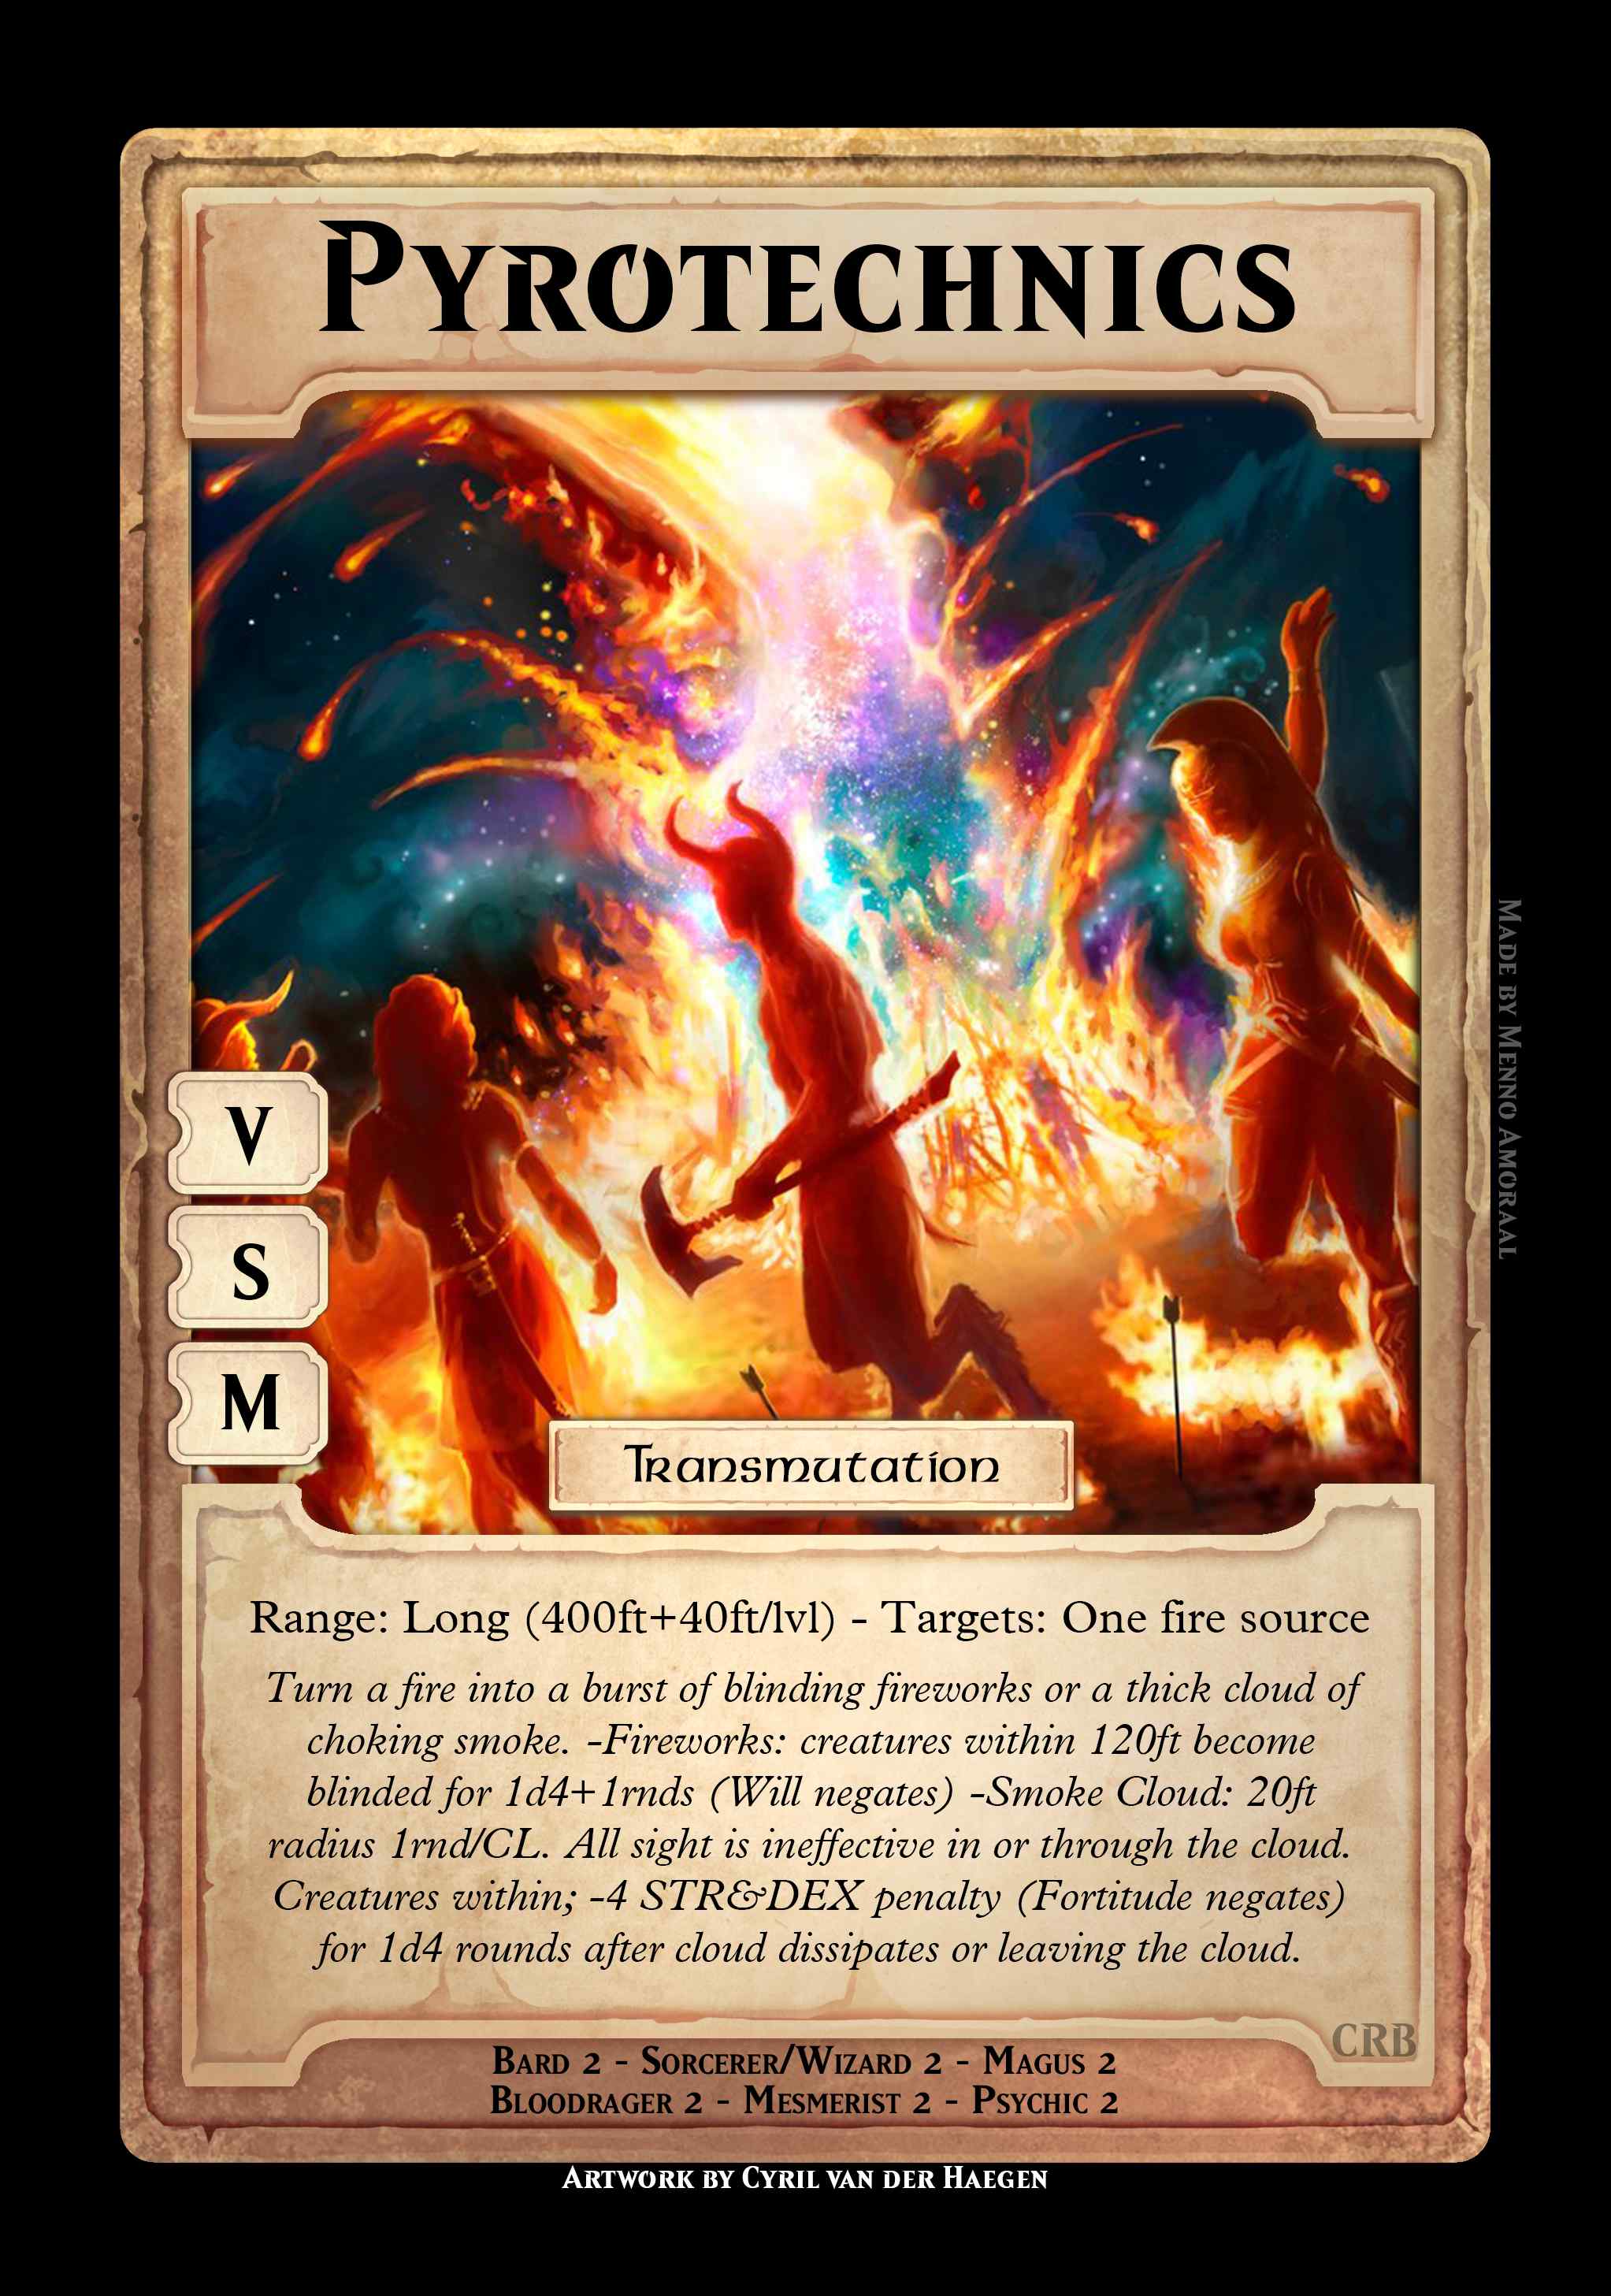 Pyrotechnics
V
S
M
Transmutation
Range: Long (400ft+40ft/lvl) - Targets: One fire source
Turn a fire into a burst of blinding fireworks or a thick cloud of
choking smoke. -Fireworks: creatures within 120ft become
blinded for 1d4+1rnds (Will negates) -Smoke Cloud: 20ft
radius 1rnd/CL. All sight is ineffective in or through the cloud.
Creatures within; -4 STR&DEX penalty (Fortitude negates)
for 1d4 rounds after cloud dissipates or leaving the cloud.
CRB
Bard 2 - Sorcerer/Wizard 2 - Magus 2
Bloodrager 2 - Mesmerist 2 - Psychic 2
Artwork by Cyril van der Haegen
Made by Menno Amoraal